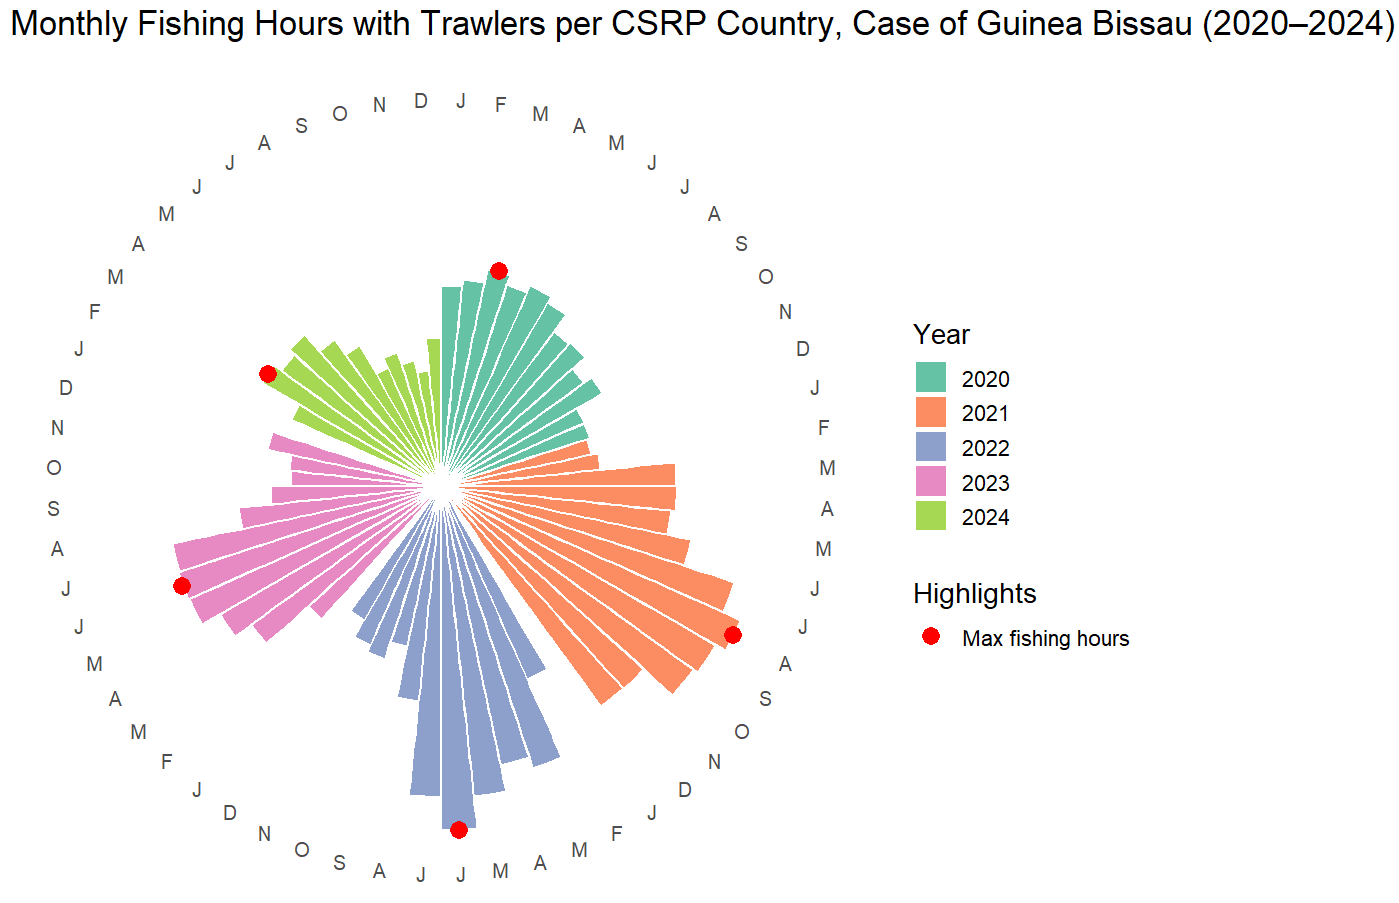 Monthly Fishing Hours with Trawlers per CSRP Country, Case of Guinea Bissau (2020–2024)
J F M A M J J A S O N D J F M A M J J A S O N D J F M A M J J A S O N D J F M A M J J A S O N D J F M A M J J A S O N D
Year
2020
2021
2022
2023
2024
Highlights
Max fishing hours